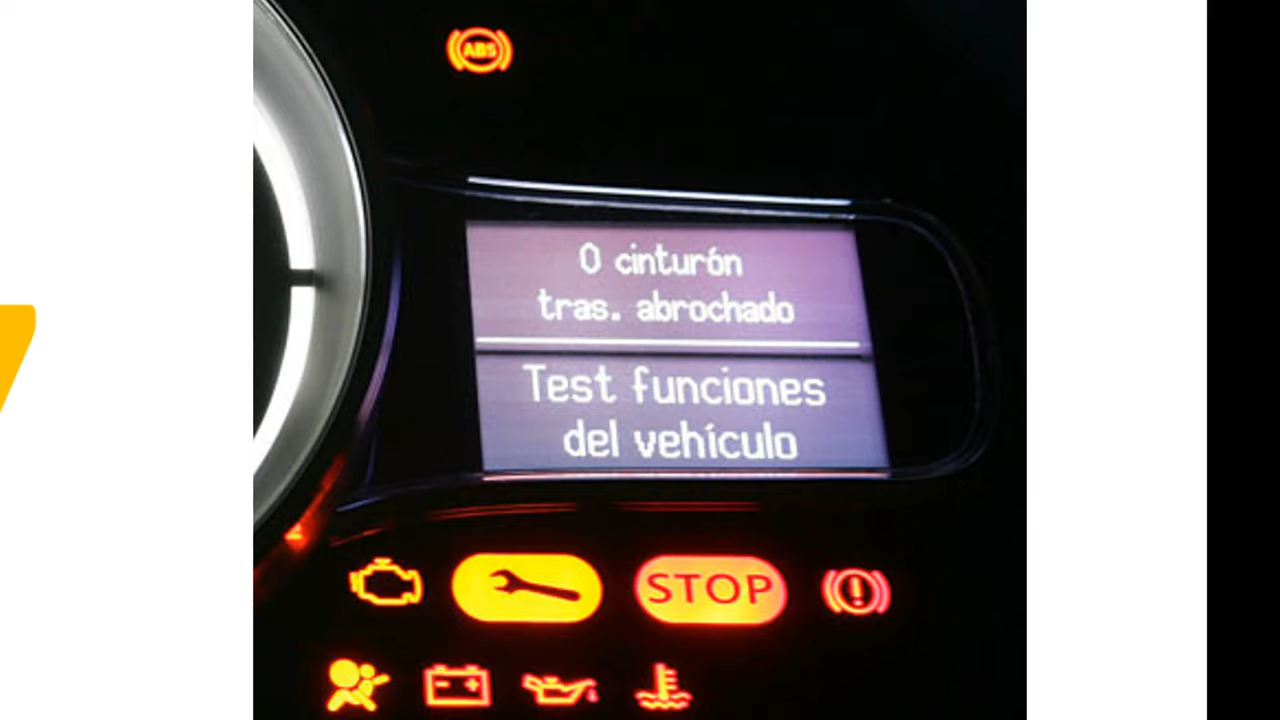 ABS
0 cinturón
tras. abrochado
Test funciones
del vehículo
STOP